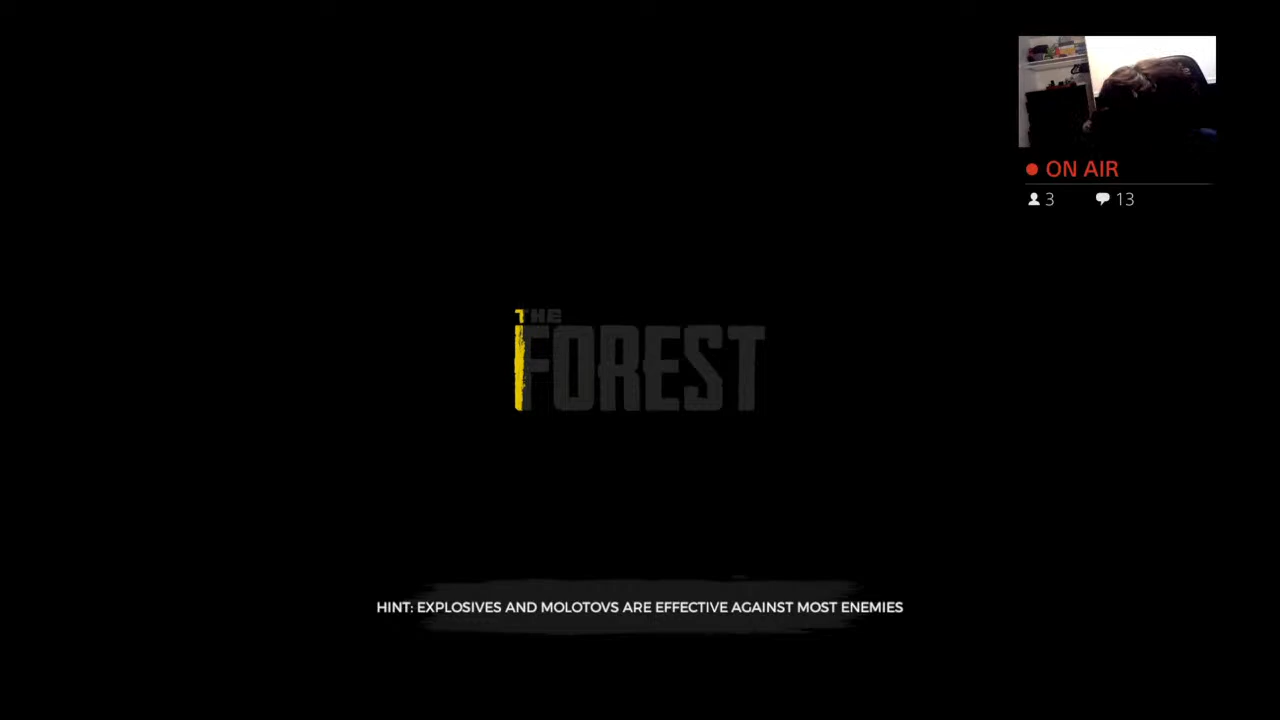 ON AIR
3 13
THE
FOREST
HINT: EXPLOSIVES AND MOLOTOVS ARE EFFECTIVE AGAINST MOST ENEMIES